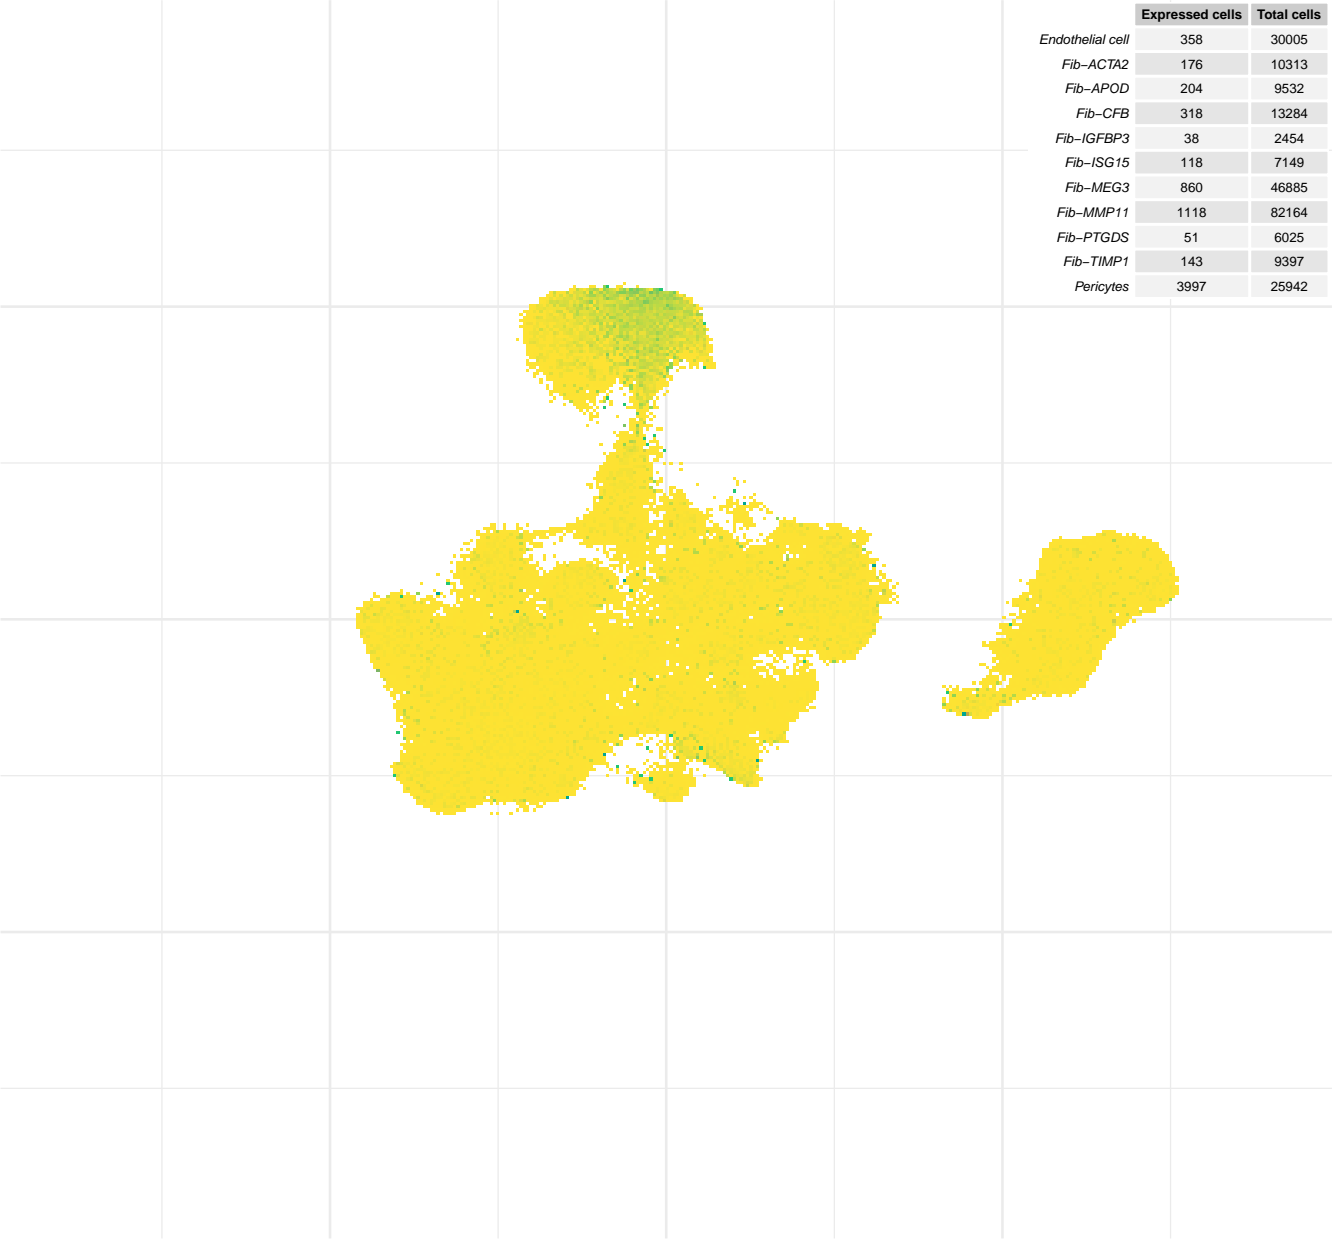 Expressed cells Total cells
Endothelial cell 358 30005
Fib−ACTA2 176 10313
Fib−APOD 204 9532
Fib−CFB 318 13284
Fib−IGFBP3 38 2454
Fib−ISG15 118 7149
Fib−MEG3 860 46885
Fib−MMP11 1118 82164
Fib−PTGDS 51 6025
Fib−TIMP1 143 9397
Pericytes 3997 25942